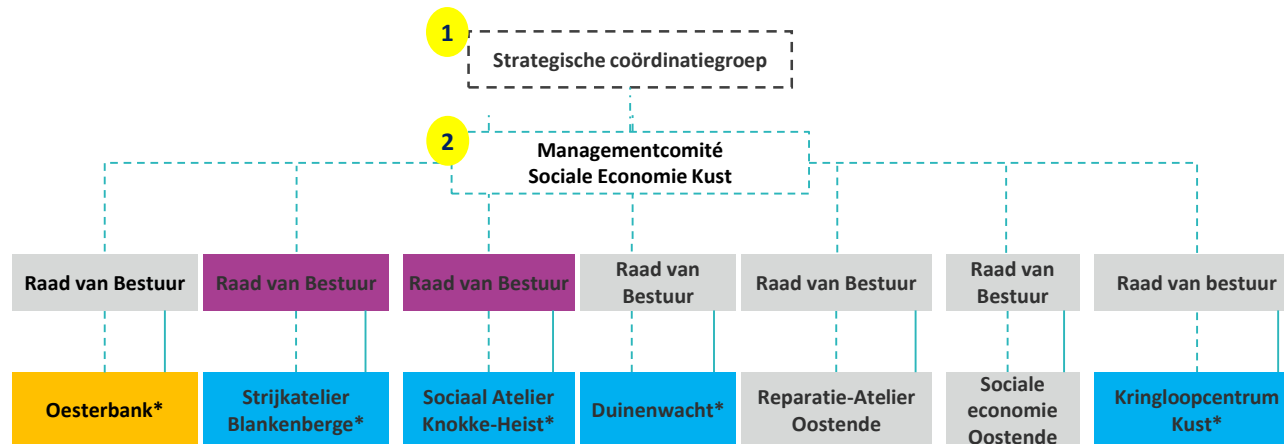 1
Strategische coördinatiegroep
2
Managementcomité
Sociale Economie Kust
Raad van Bestuur
Raad van Bestuur
Raad van Bestuur
Raad van
Bestuur
Raad van Bestuur
Raad van
Bestuur
Raad van bestuur
Oesterbank*
Strijkatelier
Blankenberge*
Sociaal Atelier
Knokke-Heist*
Duinenwacht*
Reparatie-Atelier
Oostende
Sociale
economie
Oostende
Kringloopcentrum
Kust*